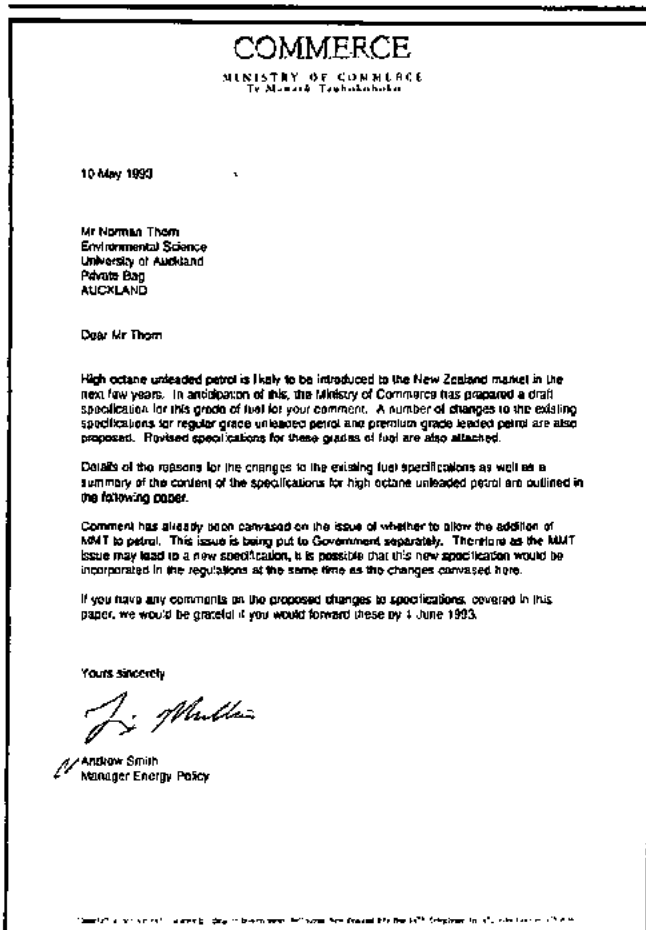 COMMERCE
MINISTRY OF COMMERCE
Te Manatū Tauhokohoko
10 May 1993
Mr Norman Thom
Environmental Science
University of Auckland
Private Bag
AUCKLAND
Dear Mr Thom
High octane unleaded petrol is likely to be introduced to the New Zealand market in the
next few years. In anticipation of this, the Ministry of Commerce has prepared a draft
specification for this grade of fuel for your comment. A number of changes to the existing
specifications for regular grade unleaded petrol and premium grade leaded petrol are also
proposed. Revised specifications for these grades of fuel are also attached.
Details of the reasons for the changes to the existing fuel specifications as well as a
summary of the content of the specifications for high octane unleaded petrol are outlined in
the following paper.
Comment has already been canvased on the issue of whether to allow the addition of
MMT to petrol. This issue is being put to Government separately. Therefore as the MMT
issue may lead to a new specification, it is possible that this new specification would be
incorporated in the regulations at the same time as the changes canvased here.
If you have any comments on the proposed changes to specifications, covered in this
paper, we would be grateful if you would forward these by 1 June 1993.
Yours sincerely
Andrew Smith
Manager Energy Policy